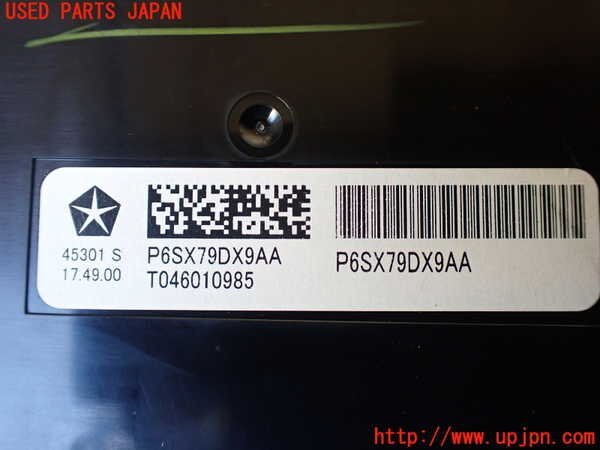 USED PARTS JAPAN
45301 S
17.49.00
P6SX79DX9AA
T046010985
P6SX79DX9AA
http://www.upjpn.com/